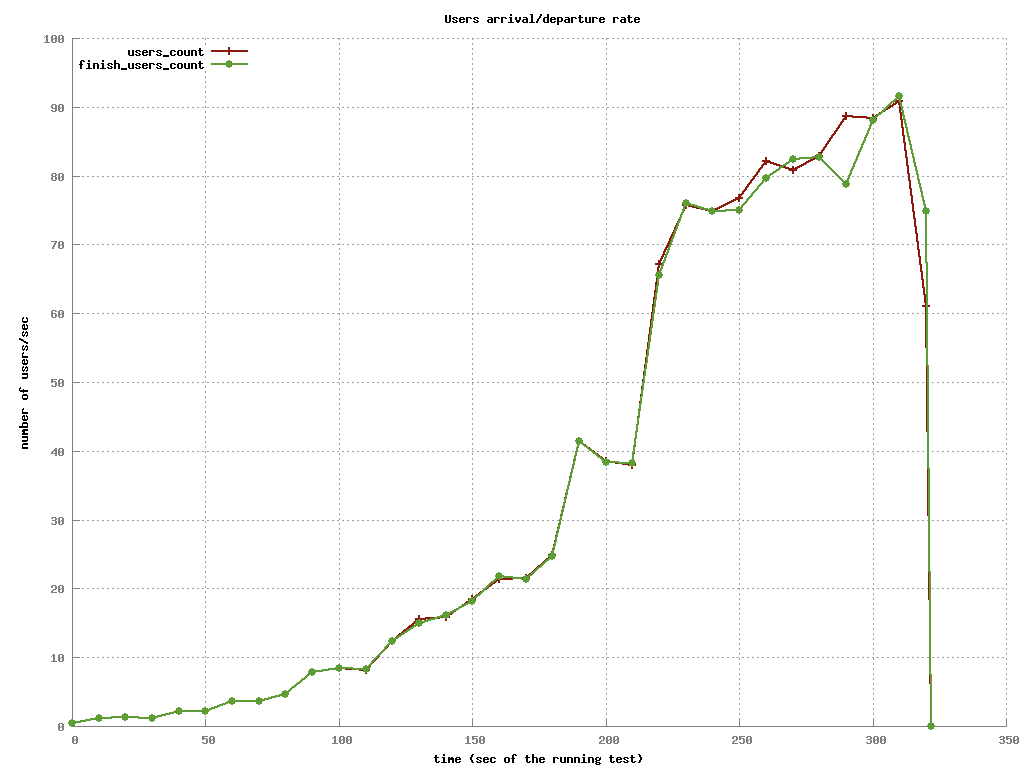 Users arrival/departure rate
users_count
finish_users_count
100
90
80
70
60
50
40
30
20
10
0
number of users/sec
0 50 100 150 200 250 300 350
time (sec of the running test)